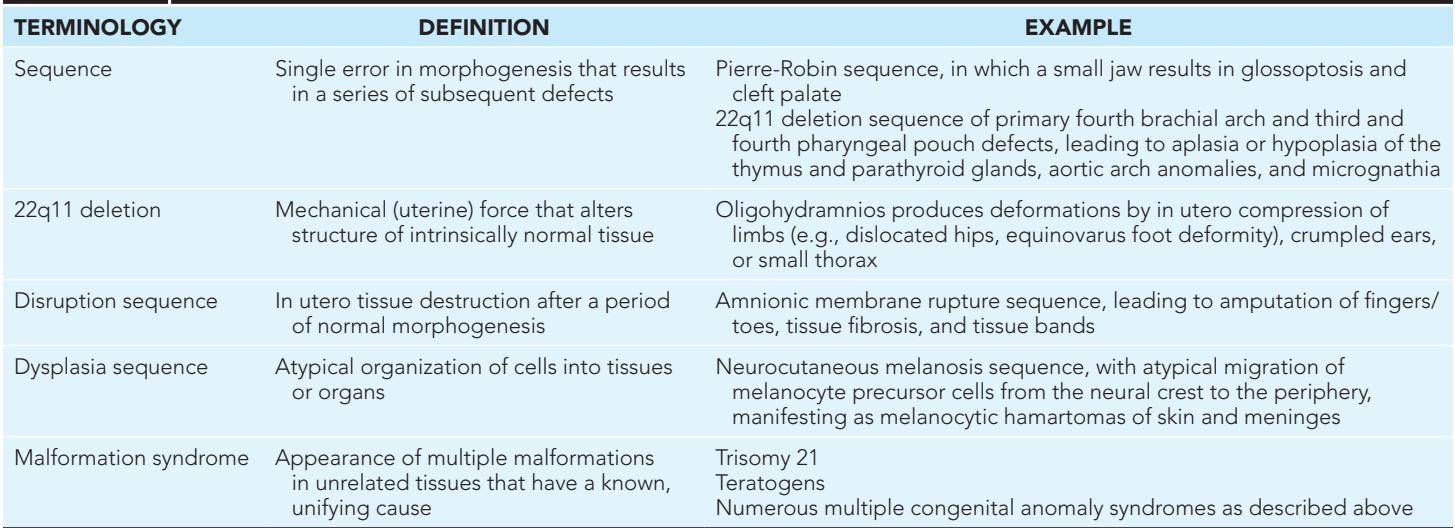 TERMINOLOGY DEFINITION EXAMPLE
Sequence
Single error in morphogenesis that results
in a series of subsequent defects
Pierre-Robin sequence, in which a small jaw results in glossoptosis and
cleft palate
22q11 deletion sequence of primary fourth brachial arch and third and
fourth pharyngeal pouch defects, leading to aplasia or hypoplasia of the
thymus and parathyroid glands, aortic arch anomalies, and micrognathia
22q11 deletion
Mechanical (uterine) force that alters
structure of intrinsically normal tissue
Oligohydramnios produces deformations by in utero compression of
limbs (e.g., dislocated hips, equinovarus foot deformity), crumpled ears,
or small thorax
Disruption sequence
In utero tissue destruction after a period
of normal morphogenesis
Amnionic membrane rupture sequence, leading to amputation of fingers/
toes, tissue fibrosis, and tissue bands
Dysplasia sequence
Atypical organization of cells into tissues
or organs
Neurocutaneous melanosis sequence, with atypical migration of
melanocyte precursor cells from the neural crest to the periphery,
manifesting as melanocytic hamartomas of skin and meninges
Malformation syndrome
Appearance of multiple malformations
in unrelated tissues that have a known,
unifying cause
Trisomy 21
Teratogens
Numerous multiple congenital anomaly syndromes as described above